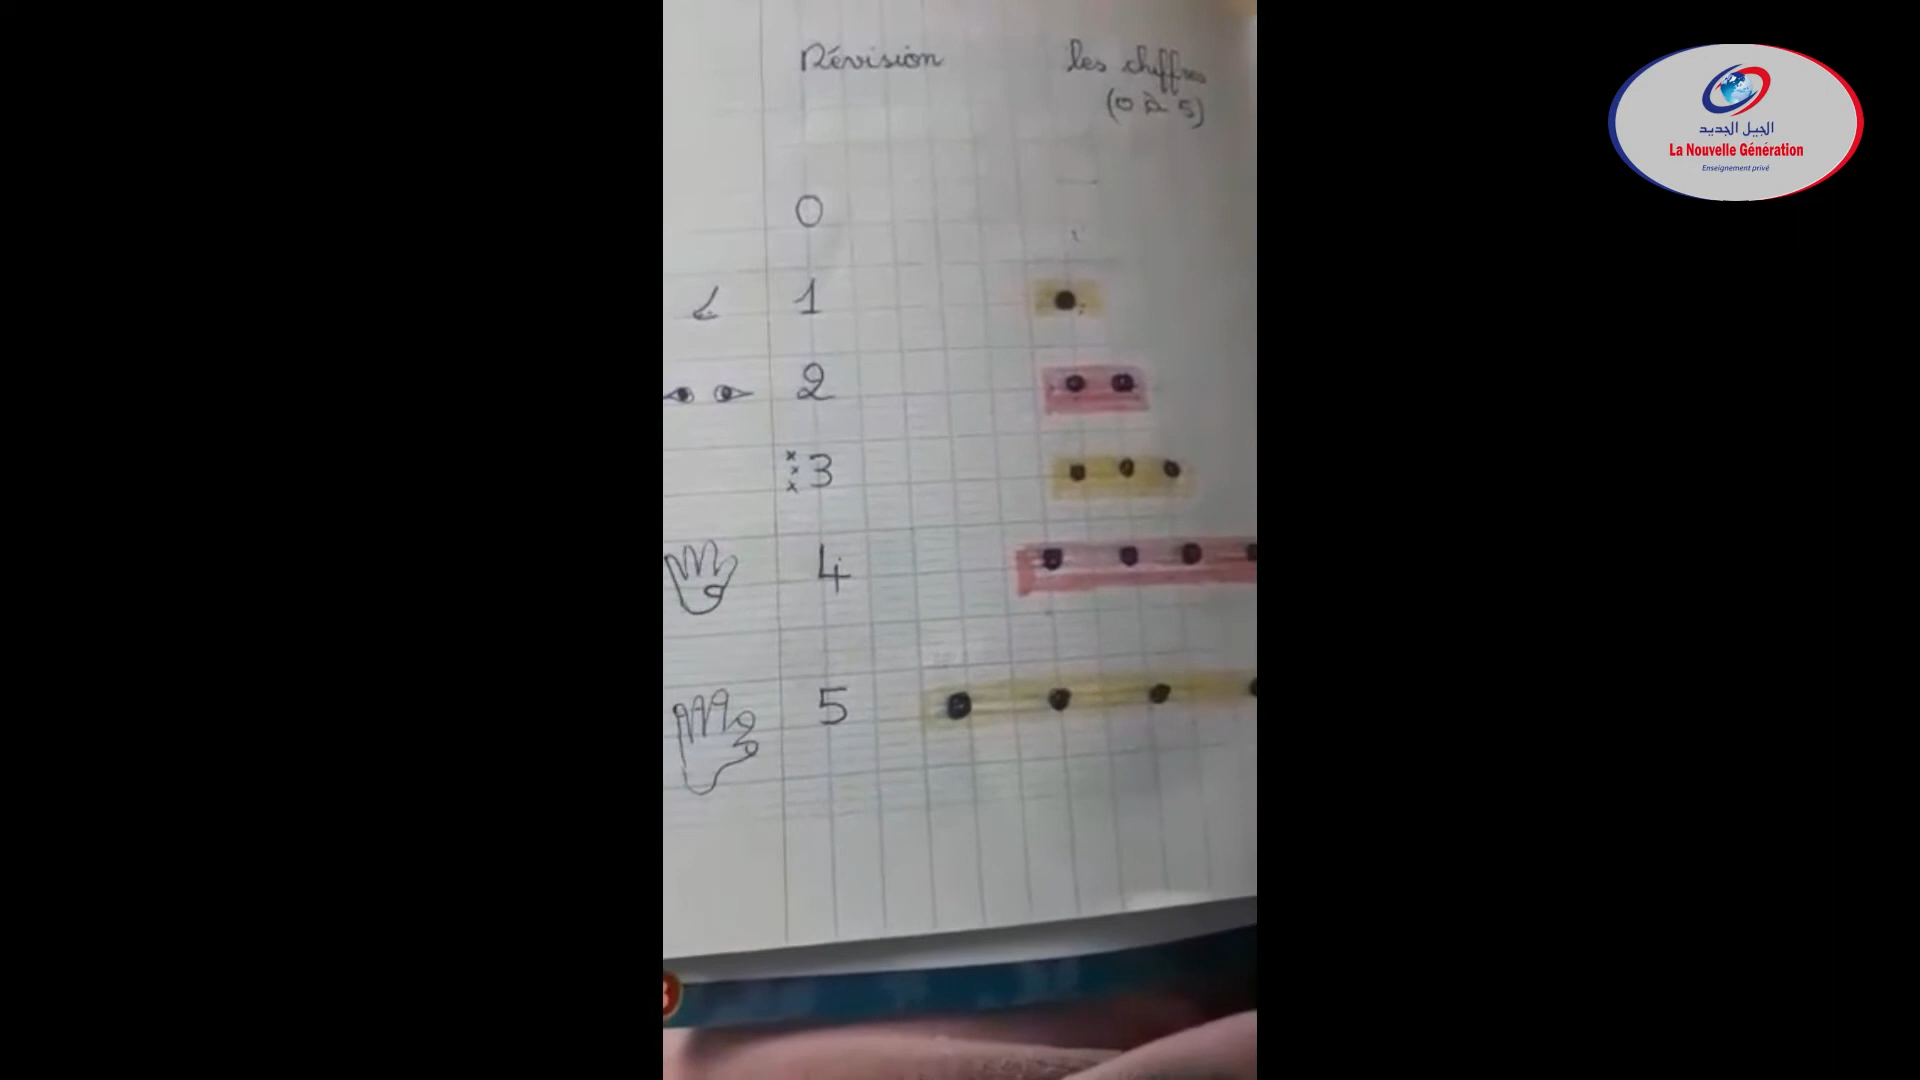 Révision les chiffres
(0 à 5)
0
1
2
3
4
5
الجيل الجديد
La Nouvelle Génération
Enseignement privé